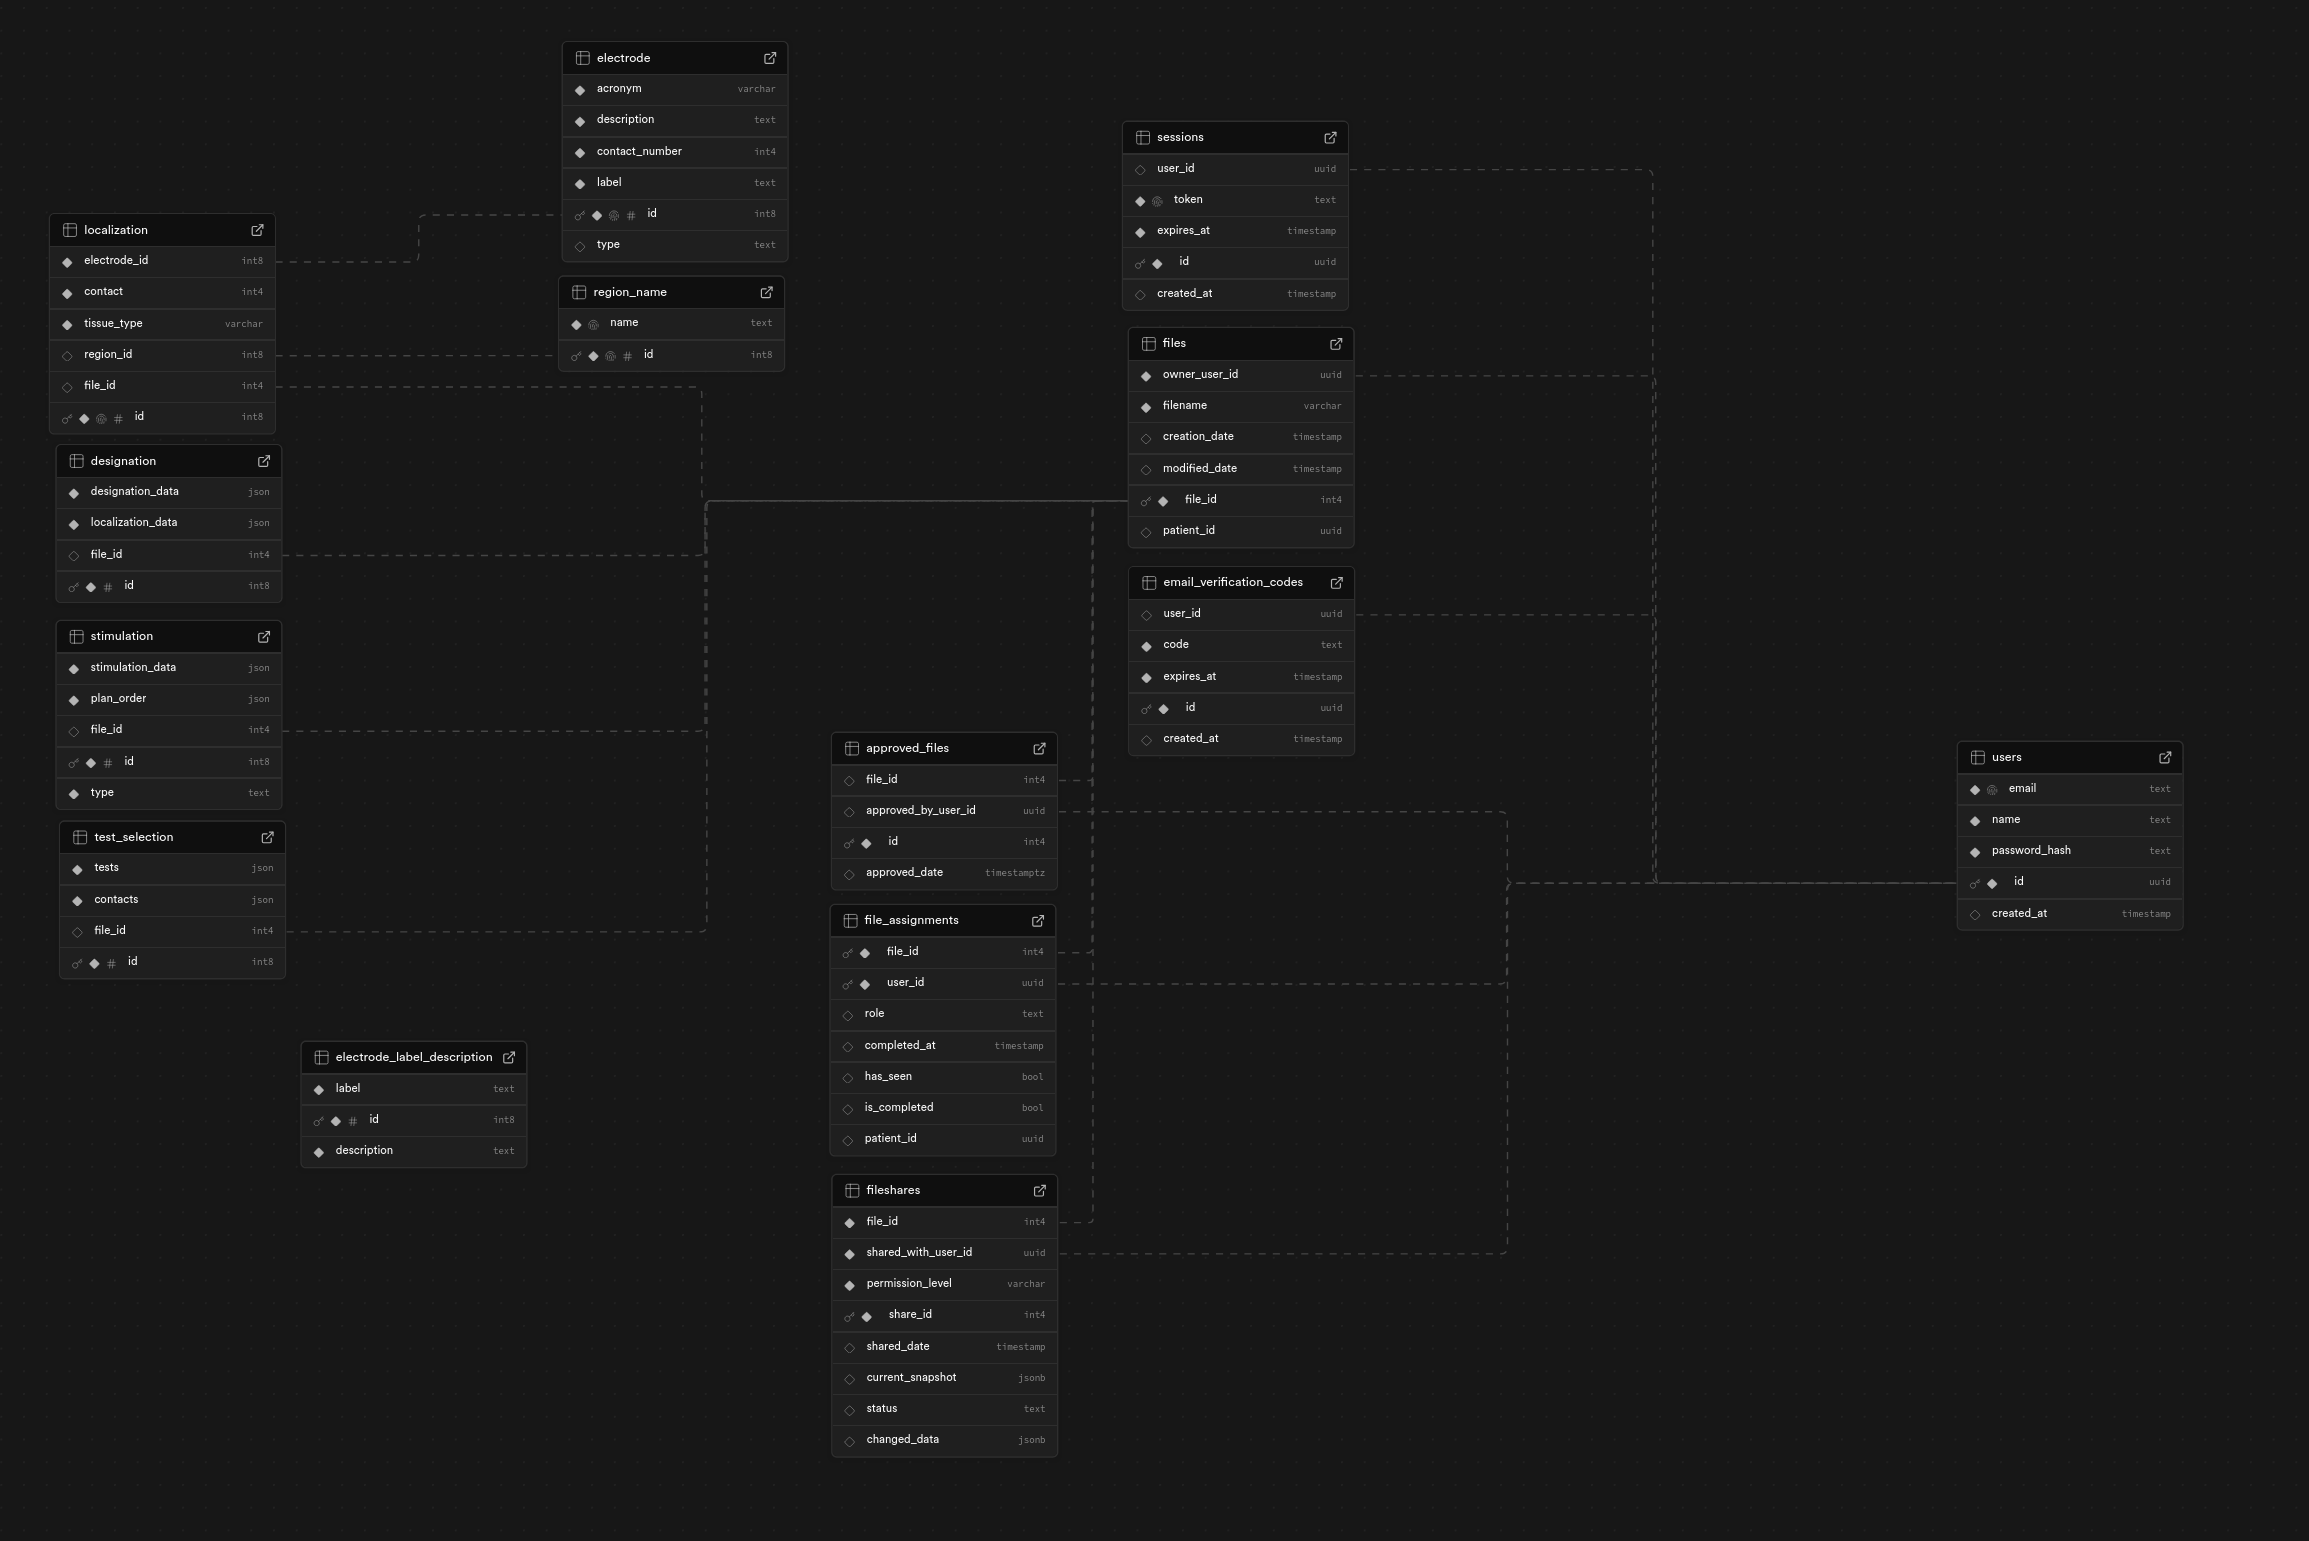 electrode
acronym varchar
description text
contact_number int4
label text
# id int8
type text
localization
electrode_id int8
contact int4
tissue_type varchar
region_id int8
file_id int4
# id int8
region_name
name text
# id int8
designation
designation_data json
localization_data json
file_id int4
# id int8
stimulation
stimulation_data json
plan_order json
file_id int4
# id int8
type text
test_selection
tests json
contacts json
file_id int4
# id int8
electrode_label_description
label text
# id int8
description text
approved_files
file_id int4
approved_by_user_id uuid
id int4
approved_date timestamptz
file_assignments
file_id int4
user_id uuid
role text
completed_at timestamp
has_seen bool
is_completed bool
patient_id uuid
fileshares
file_id int4
shared_with_user_id uuid
permission_level varchar
share_id int4
shared_date timestamp
current_snapshot jsonb
status text
changed_data jsonb
sessions
user_id uuid
token text
expires_at timestamp
id uuid
created_at timestamp
files
owner_user_id uuid
filename varchar
creation_date timestamp
modified_date timestamp
file_id int4
patient_id uuid
email_verification_codes
user_id uuid
code text
expires_at timestamp
id uuid
created_at timestamp
users
email text
name text
password_hash text
id uuid
created_at timestamp